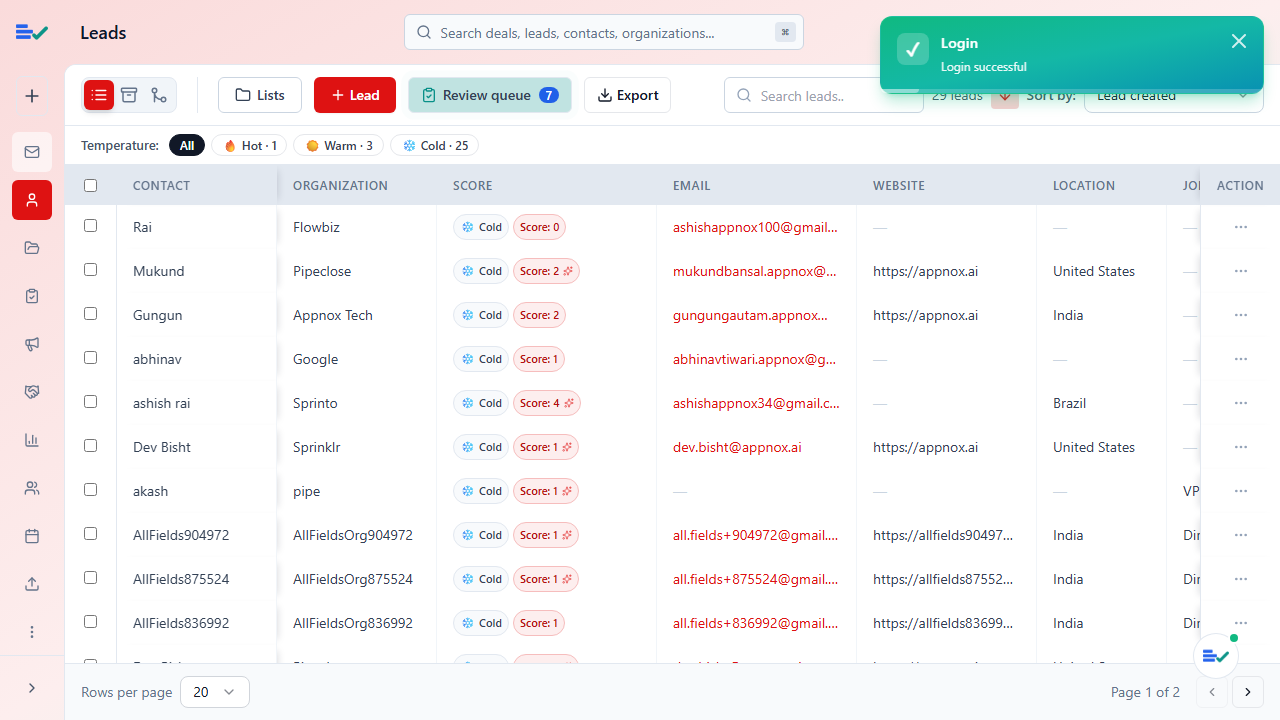 Leads
Search deals, leads, contacts, organizations...
⌘
Login
Login successful
Lists
+ Lead
Review queue 7
Export
Search leads..
29 leads
Sort by:
Lead created
Temperature:
All
Hot · 1
Warm · 3
Cold · 25
CONTACT ORGANIZATION SCORE EMAIL WEBSITE LOCATION ACTION
Rai Flowbiz Cold Score: 0 ashishappnox100@gmail... — — — ...
Mukund Pipeclose Cold Score: 2 mukundbansal.appnox@... https://appnox.ai United States — ...
Gungun Appnox Tech Cold Score: 2 gungungautam.appnox... https://appnox.ai India — ...
abhinav Google Cold Score: 1 abhinavtiwari.appnox@g... — — — ...
ashish rai Sprinto Cold Score: 4 ashishappnox34@gmail.c... — Brazil — ...
Dev Bisht Sprinklr Cold Score: 1 dev.bisht@appnox.ai https://appnox.ai United States — ...
akash pipe Cold Score: 1 — — — VP ...
AllFields904972 AllFieldsOrg904972 Cold Score: 1 all.fields+904972@gmail.... https://allfields90497... India ...
AllFields875524 AllFieldsOrg875524 Cold Score: 1 all.fields+875524@gmail.... https://allfields87552... India ...
AllFields836992 AllFieldsOrg836992 Cold Score: 1 all.fields+836992@gmail.... https://allfields83699... India ...
Rows per page 20
Page 1 of 2